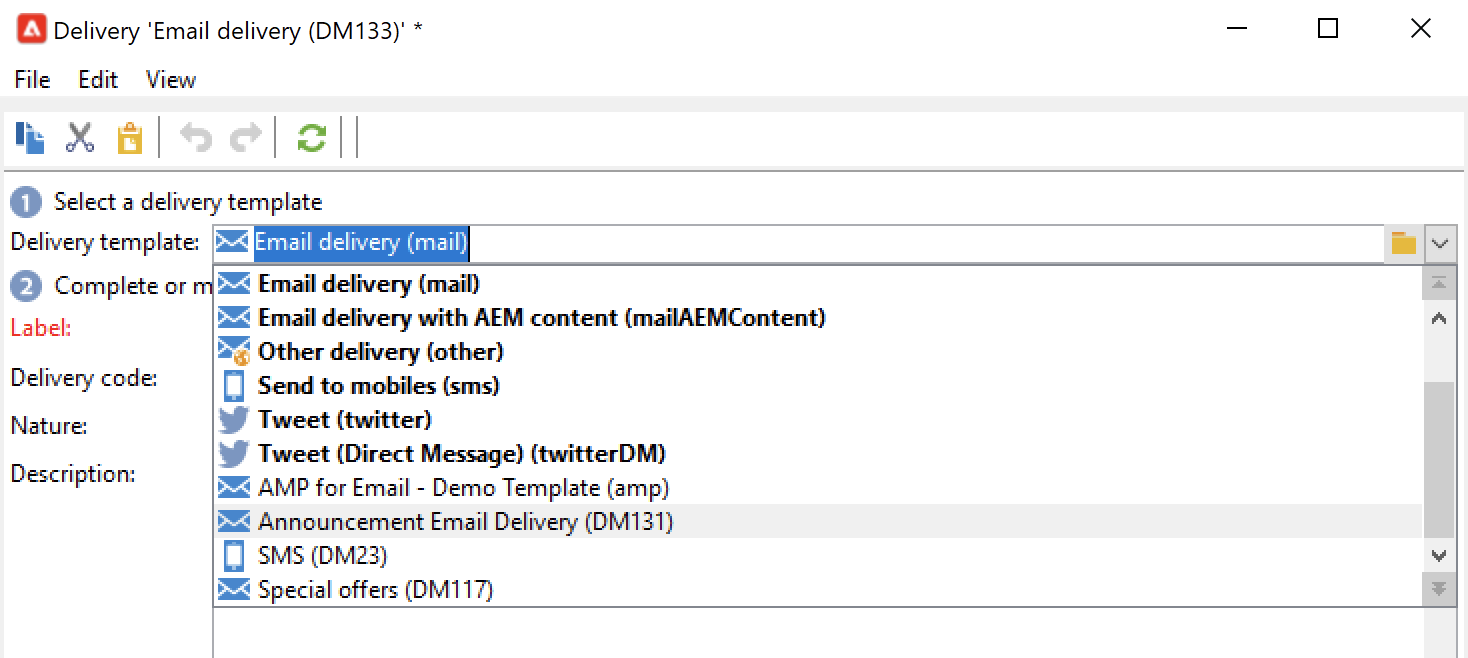 Delivery 'Email delivery (DM133)' *
File Edit View
1 Select a delivery template
Delivery template: Email delivery (mail)
2 Complete or m
Email delivery (mail)
Email delivery with AEM content (mailAEMContent)
Label:
Other delivery (other)
Delivery code:
Send to mobiles (sms)
Nature:
Tweet (twitter)
Tweet (Direct Message) (twitterDM)
Description:
AMP for Email - Demo Template (amp)
Announcement Email Delivery (DM131)
SMS (DM23)
Special offers (DM117)